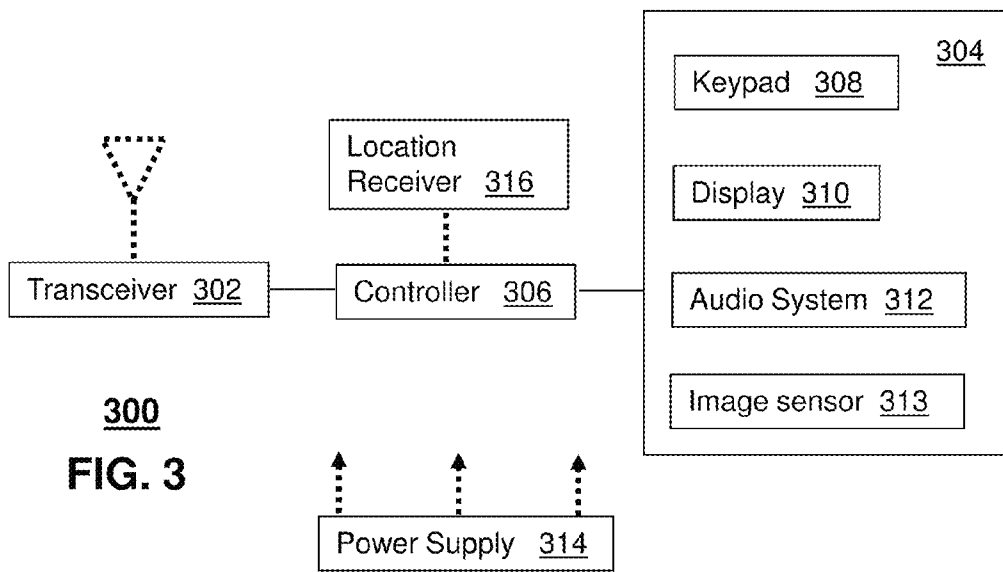 304
Keypad 308
Location
Receiver 316
Display 310
Transceiver 302
Controller 306
Audio System 312
Image sensor 313
300
FIG. 3
Power Supply 314